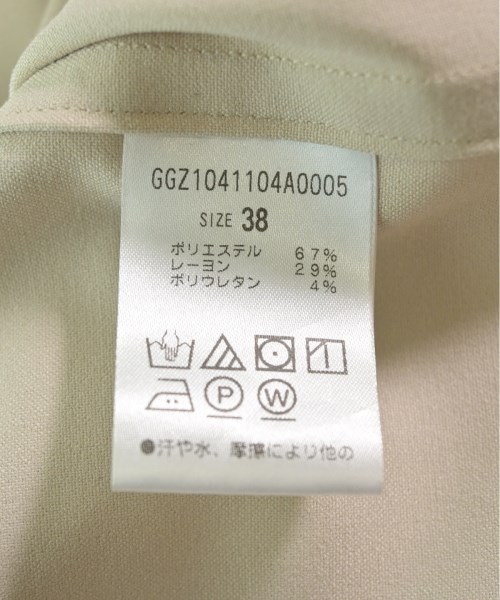 GGZ1041104A0005
SIZE 38
ポリエステル 67%
レーヨン 29%
ポリウレタン 4%
P W
●汗や水、摩擦により他の